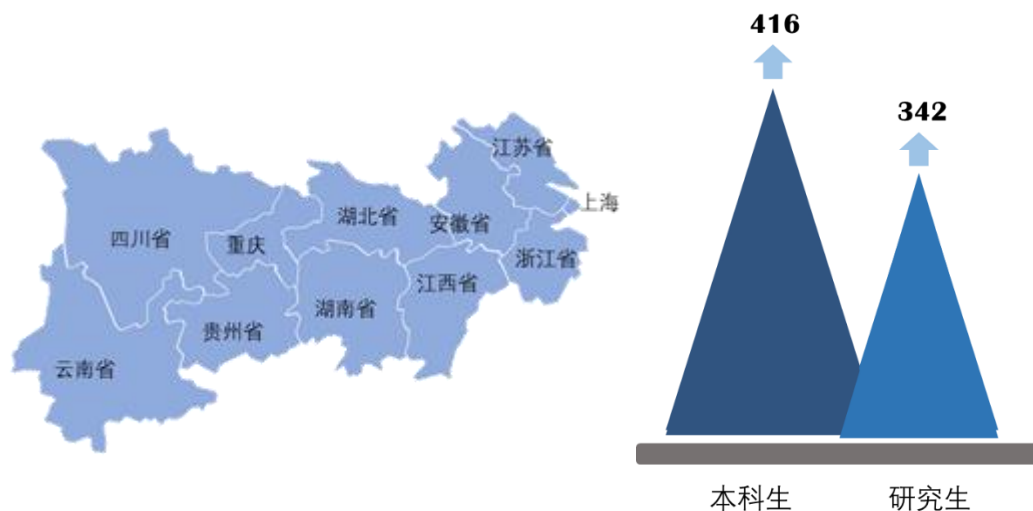 江苏省
上海
湖北省
安徽省
四川省
重庆
浙江省
江西省
湖南省
贵州省
云南省
416
342
本科生
研究生